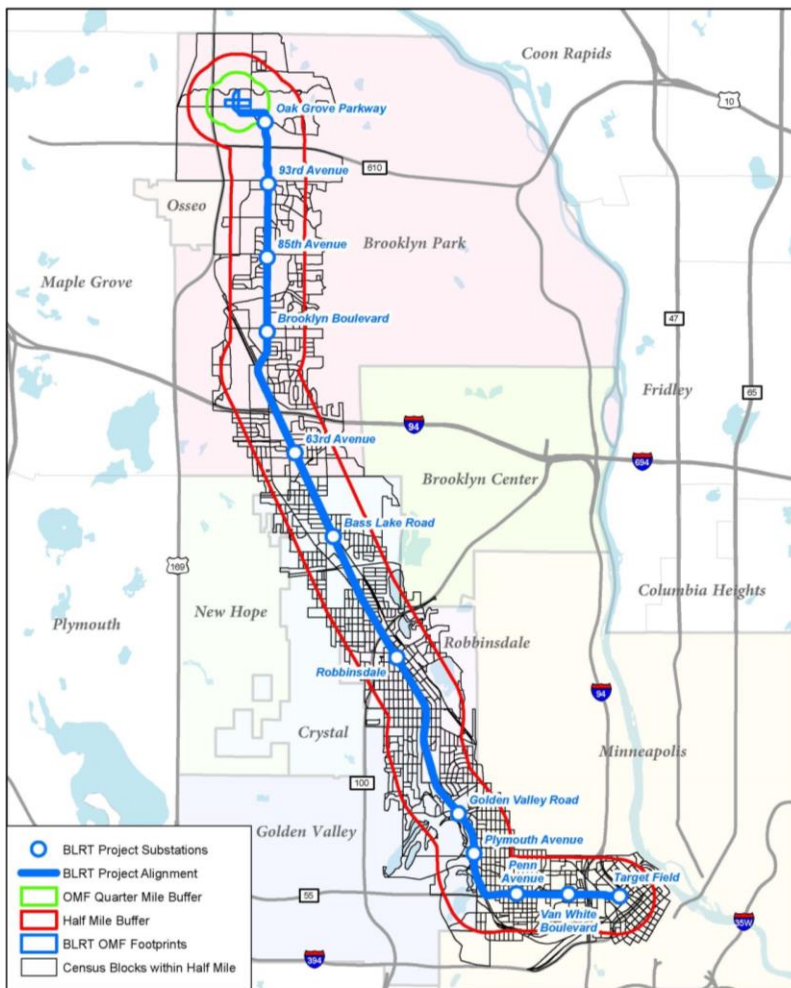 Coon Rapids
10
Oak Grove Parkway
93rd Avenue
610
Osseo
85th Avenue
Brooklyn Park
Maple Grove
Brooklyn Boulevard
47
65
Fridley
94
63rd Avenue
694
Brooklyn Center
Bass Lake Road
169
Columbia Heights
New Hope
Plymouth
Robbinsdale
Robbinsdale
94
Crystal
Minneapolis
100
Golden Valley Road
Golden Valley
Plymouth Avenue
Penn
Avenue
Target Field
55
Van White
Boulevard
35W
394
BLRT Project Substations
BLRT Project Alignment
OMF Quarter Mile Buffer
Half Mile Buffer
BLRT OMF Footprints
Census Blocks within Half Mile